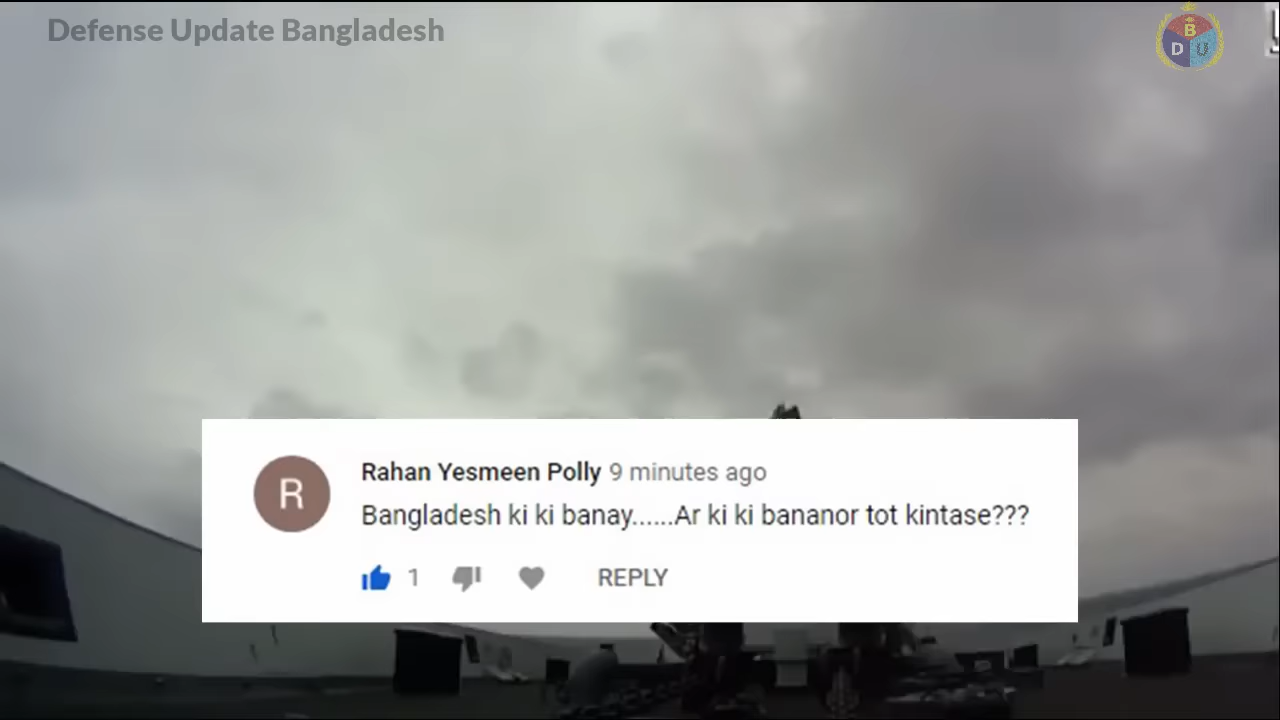 Defense Update Bangladesh
B
D U
R
Rahan Yesmeen Polly 9 minutes ago
Bangladesh ki ki banay......Ar ki ki bananor tot kintase???
1
REPLY